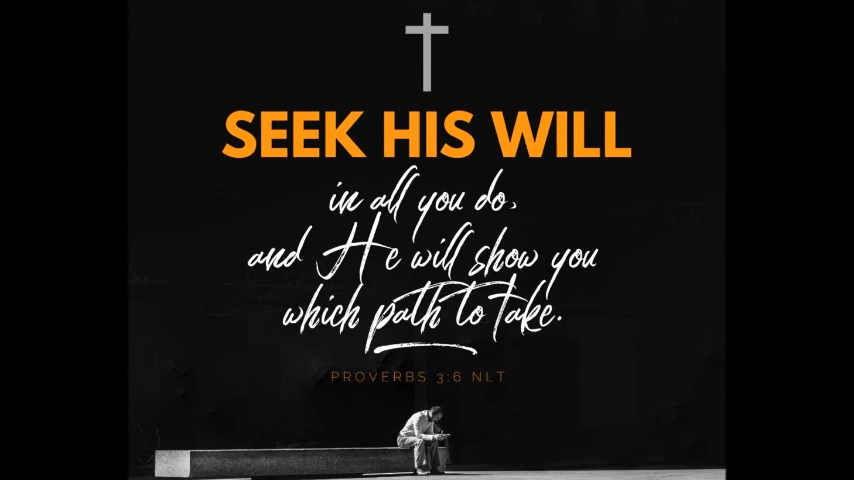 SEEK HIS WILL
in all you do,
and He will show you
which path to take.
PROVERBS 3:6 NLT